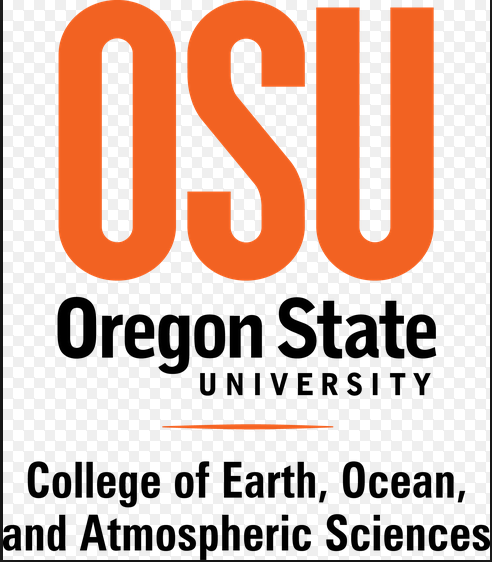 OSU
Oregon State
UNIVERSITY
College of Earth, Ocean,
and Atmospheric Sciences